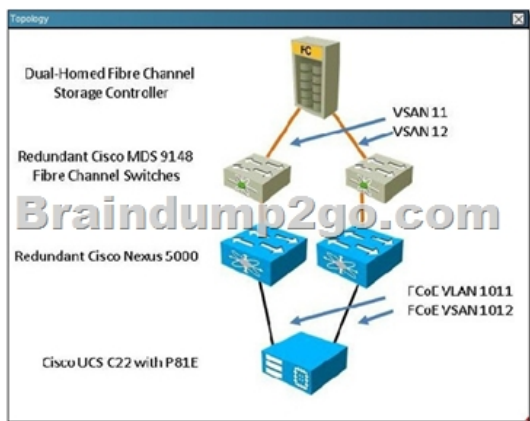 Topology
FC
Dual-Homed Fibre Channel
Storage Controller
VSAN 11
VSAN 12
Redundant Cisco MDS 9148
Fibre Channel Switches
Braindump2go.com
Redundant Cisco Nexus 5000
FCoE VLAN 1011
FCoE VSAN 1012
Cisco UCS C22 with P81E